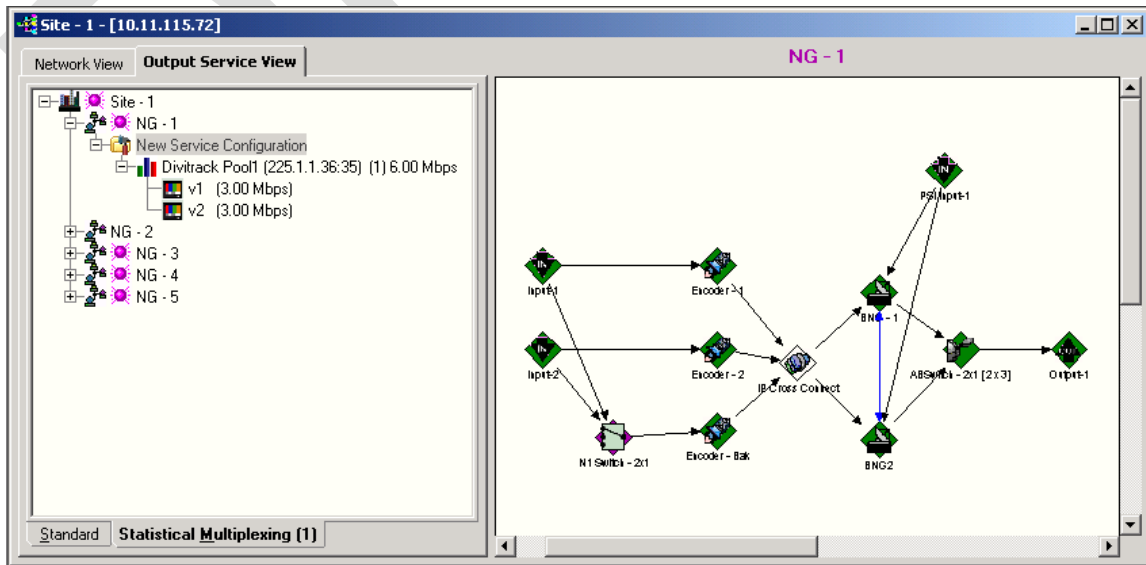 Site - 1 - [10.11.115.72]
Network View
Output Service View
NG - 1
Site - 1
NG - 1
New Service Configuration
Divitrack Pool1 (225.1.1.36:35) (1) 6.00 Mbps
v1 (3.00 Mbps)
v2 (3.00 Mbps)
NG - 2
NG - 3
NG - 4
NG - 5
IN
PSI Input-1
IN
Input-1
Encoder - 1
BNG - 1
IN
Input-2
Encoder - 2
IB Cross Connect
ABSwitch - 2x1 [2x3]
Output-1
N1 Switch - 2x1
Encoder - Bak
BNG2
Standard
Statistical Multiplexing (1)